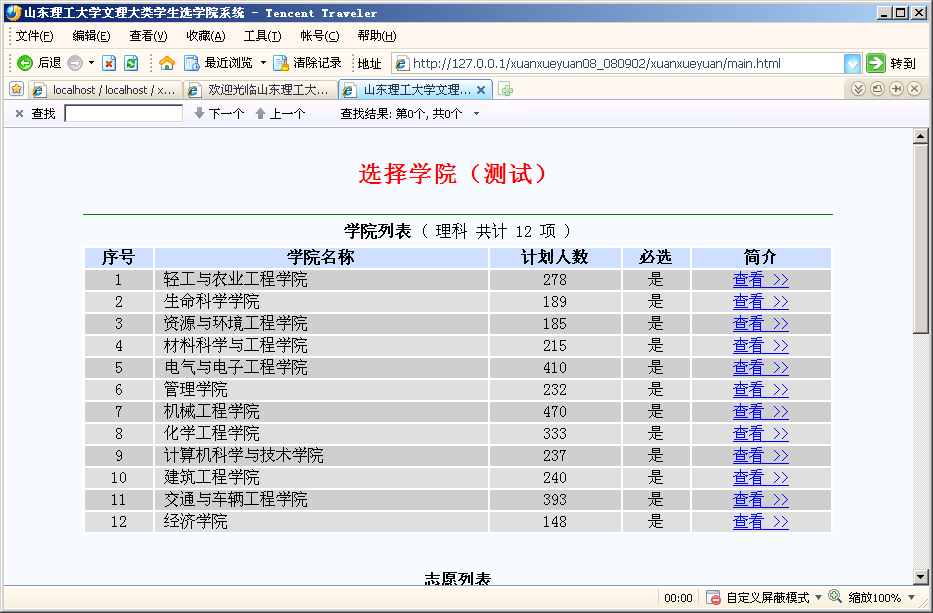 山东理工大学文理大类学生选学院系统 - Tencent Traveler
文件(F) 编辑(E) 查看(V) 收藏(A) 工具(T) 帐号(C) 帮助(H)
后退 最近浏览 清除记录 地址 http://127.0.0.1/xuanxueyuan08_080902/xuanxueyuan/main.html 转到
localhost / localhost / x... 欢迎光临山东理工大... 山东理工大学文理...
查找 下一个 上一个 查找结果: 第0个, 共0个
选择学院（测试）
学院列表（ 理科 共计 12 项 ）
序号 学院名称 计划人数 必选 简介
1 轻工与农业工程学院 278 是 查看 >>
2 生命科学学院 189 是 查看 >>
3 资源与环境工程学院 185 是 查看 >>
4 材料科学与工程学院 215 是 查看 >>
5 电气与电子工程学院 410 是 查看 >>
6 管理学院 232 是 查看 >>
7 机械工程学院 470 是 查看 >>
8 化学工程学院 333 是 查看 >>
9 计算机科学与技术学院 237 是 查看 >>
10 建筑工程学院 240 是 查看 >>
11 交通与车辆工程学院 393 是 查看 >>
12 经济学院 148 是 查看 >>
志愿列表
00:00 自定义屏蔽模式 缩放100%